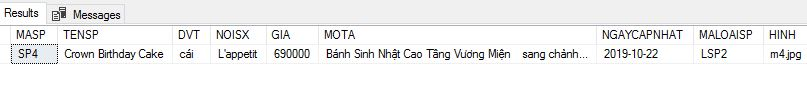 Results Messages
MASP TENSP DVT NOISX GIA MOTA NGAYCAPNHAT MALOAISP HINH
SP4 Crown Birthday Cake cái L'appetit 690000 Bánh Sinh Nhật Cao Tầng Vương Miện sang chảnh... 2019-10-22 LSP2 m4.jpg